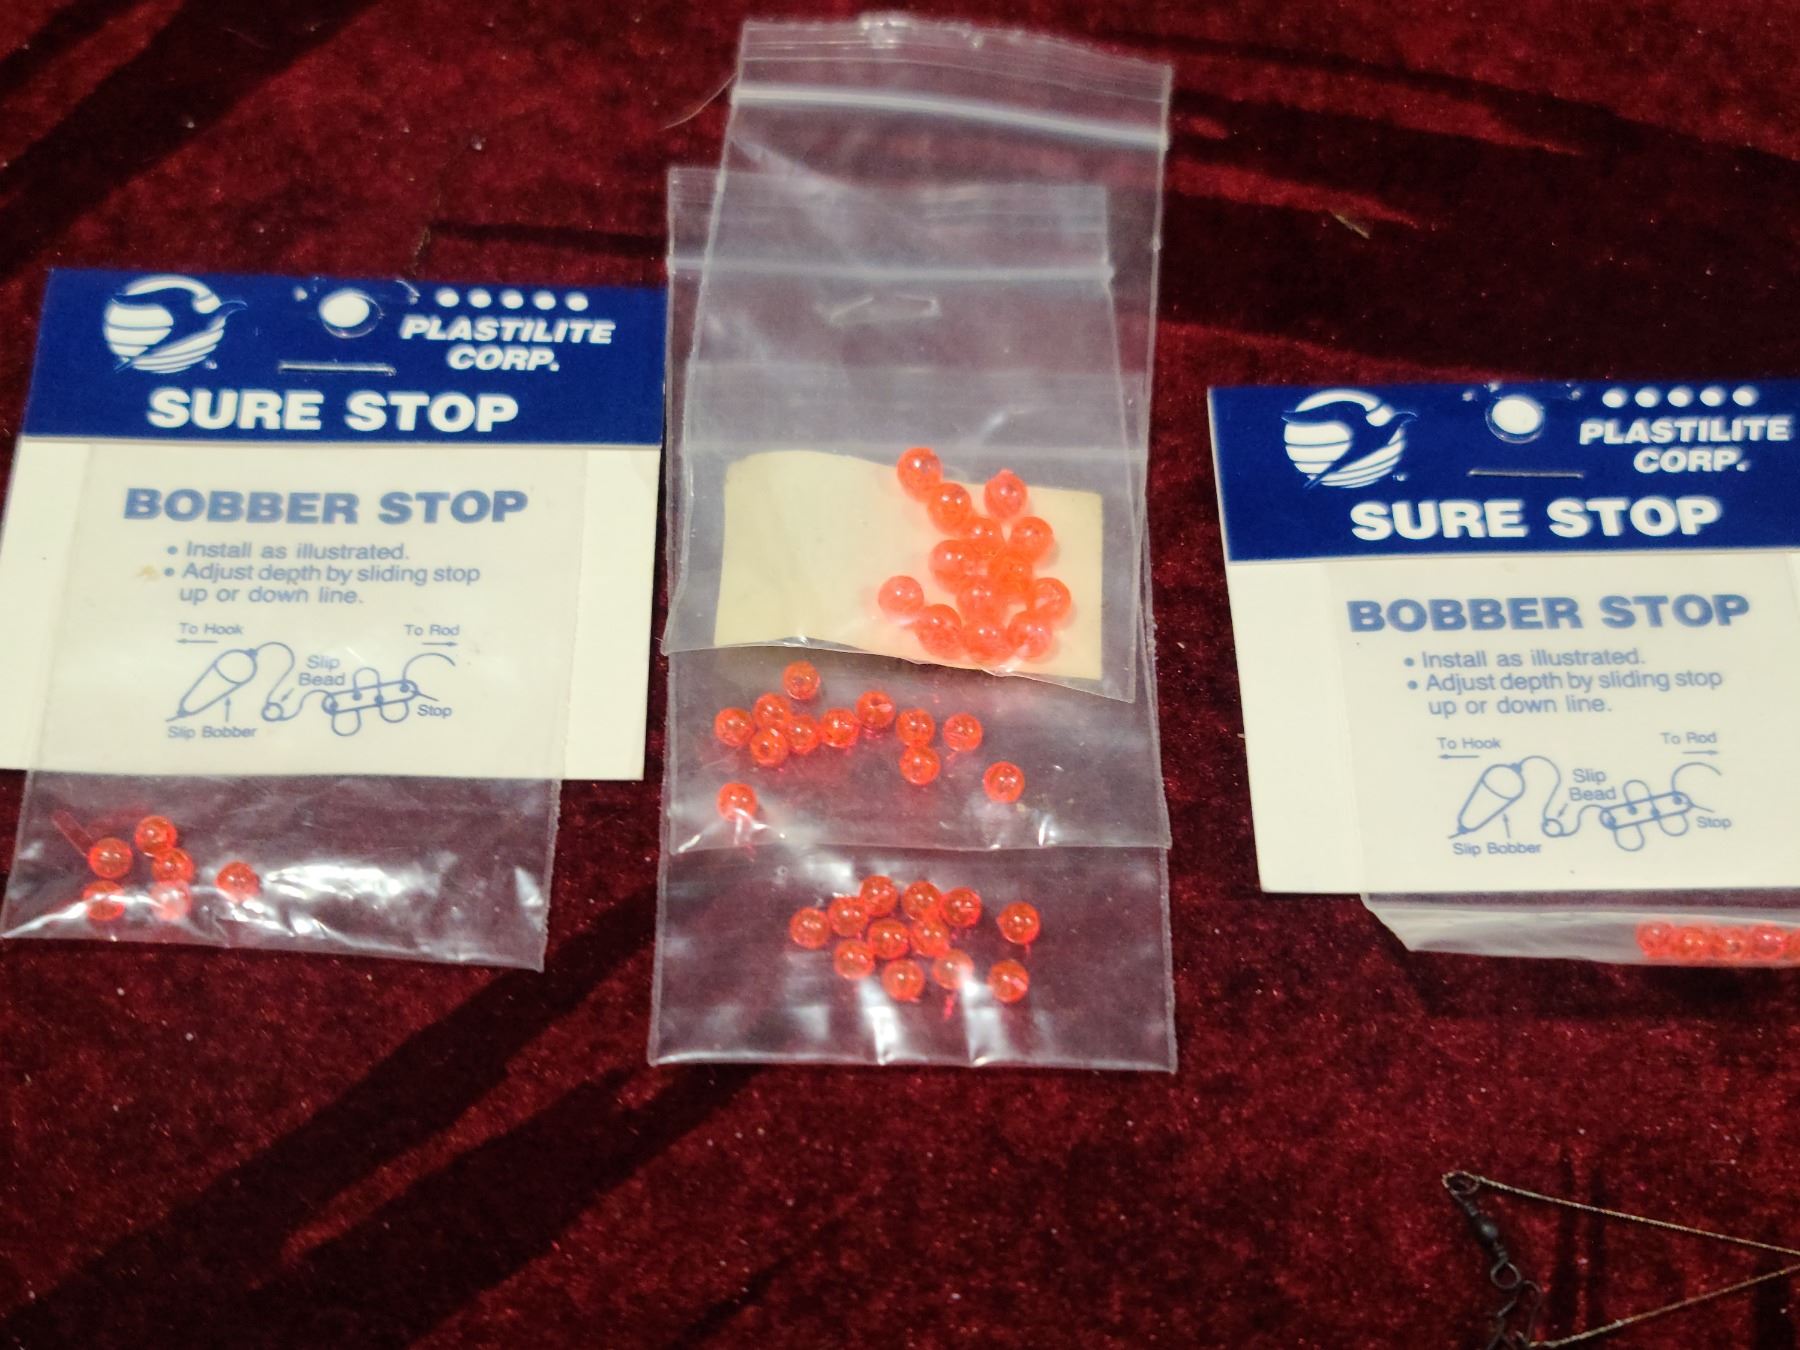 PLASTILITE
CORP.
SURE STOP
BOBBER STOP
• Install as illustrated.
• Adjust depth by sliding stop
up or down line.
To Hook
To Rod
Slip
Bead
Stop
Slip Bobber
PLASTILITE
CORP.
SURE STOP
BOBBER STOP
• Install as illustrated.
• Adjust depth by sliding stop
up or down line.
To Hook
To Rod
Slip
Bead
Stop
Slip Bobber